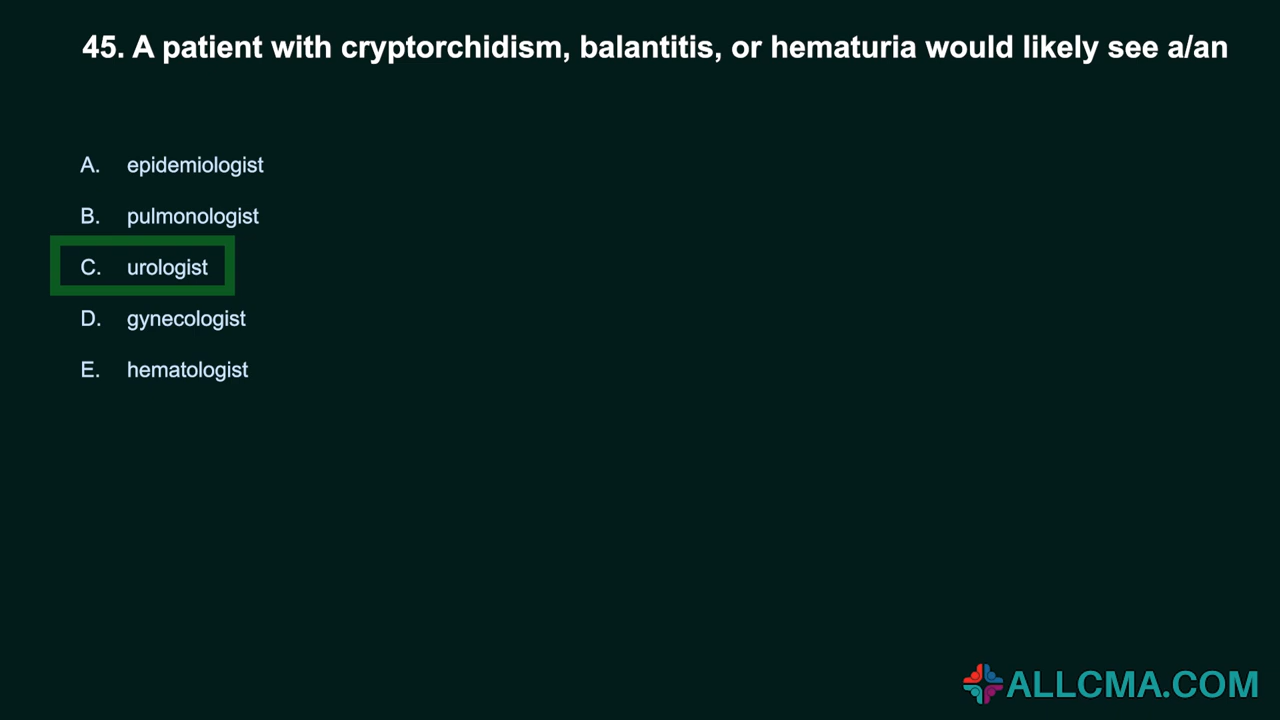 45. A patient with cryptorchidism, balantitis, or hematuria would likely see a/an
A. epidemiologist
B. pulmonologist
C. urologist
D. gynecologist
E. hematologist
ALLCMA.COM